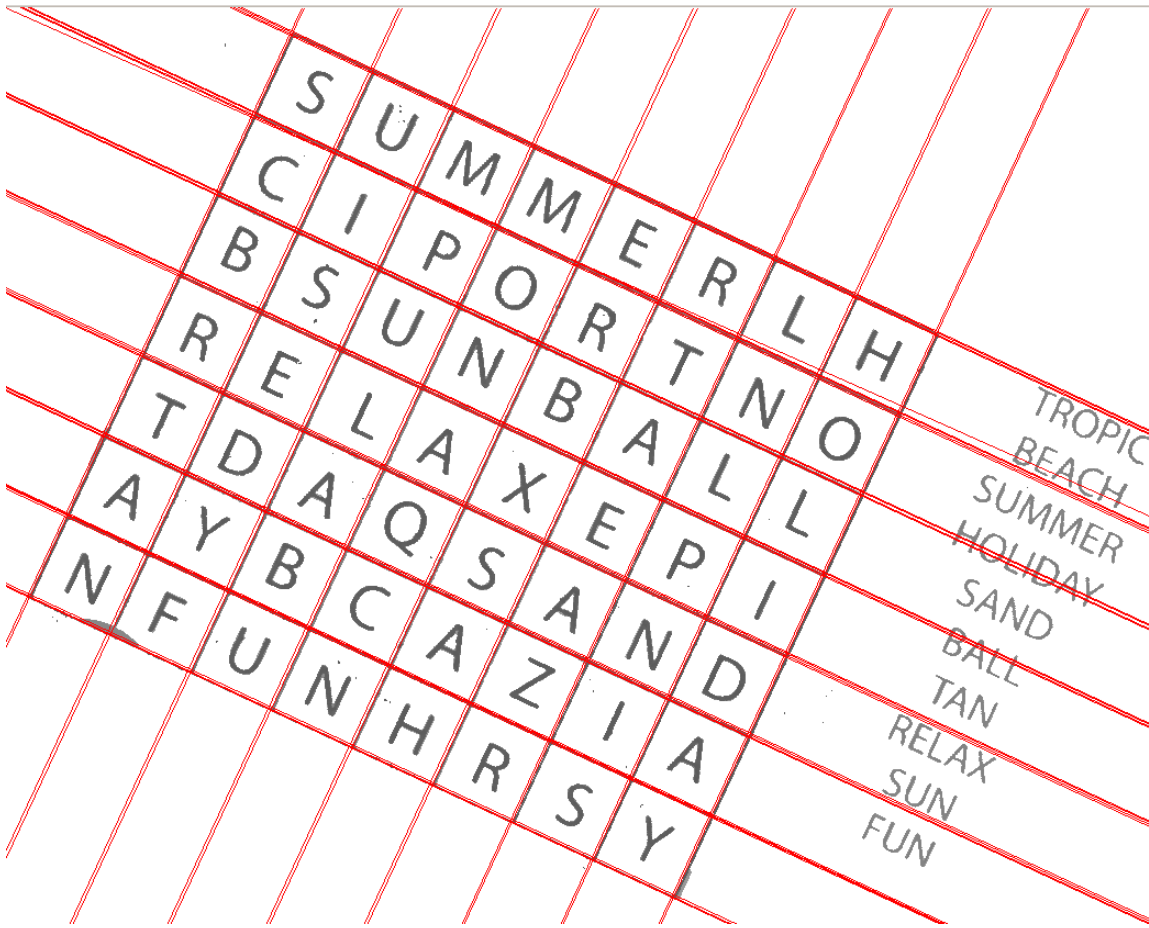 S U M M E R L H
C I P O R T N O
B S U N B A L L
R E L A X E P I
T D A Q S A N D
A Y B C A Z I A
N F U N H R S Y
TROPIC
BEACH
SUMMER
HOLIDAY
SAND
BALL
TAN
RELAX
SUN
FUN